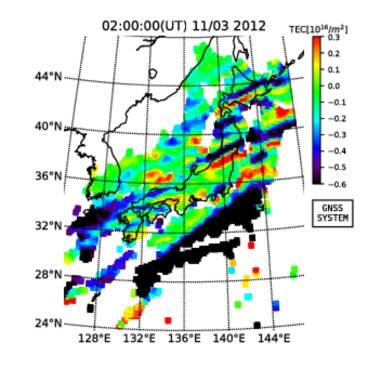 02:00:00(UT) 11/03 2012
TEC[10¹⁶/m²]
0.3
0.2
0.1
0.0
−0.1
−0.2
−0.3
−0.4
−0.5
−0.6
GNSS
SYSTEM
44°N
40°N
36°N
32°N
28°N
24°N
128°E 132°E 136°E 140°E 144°E